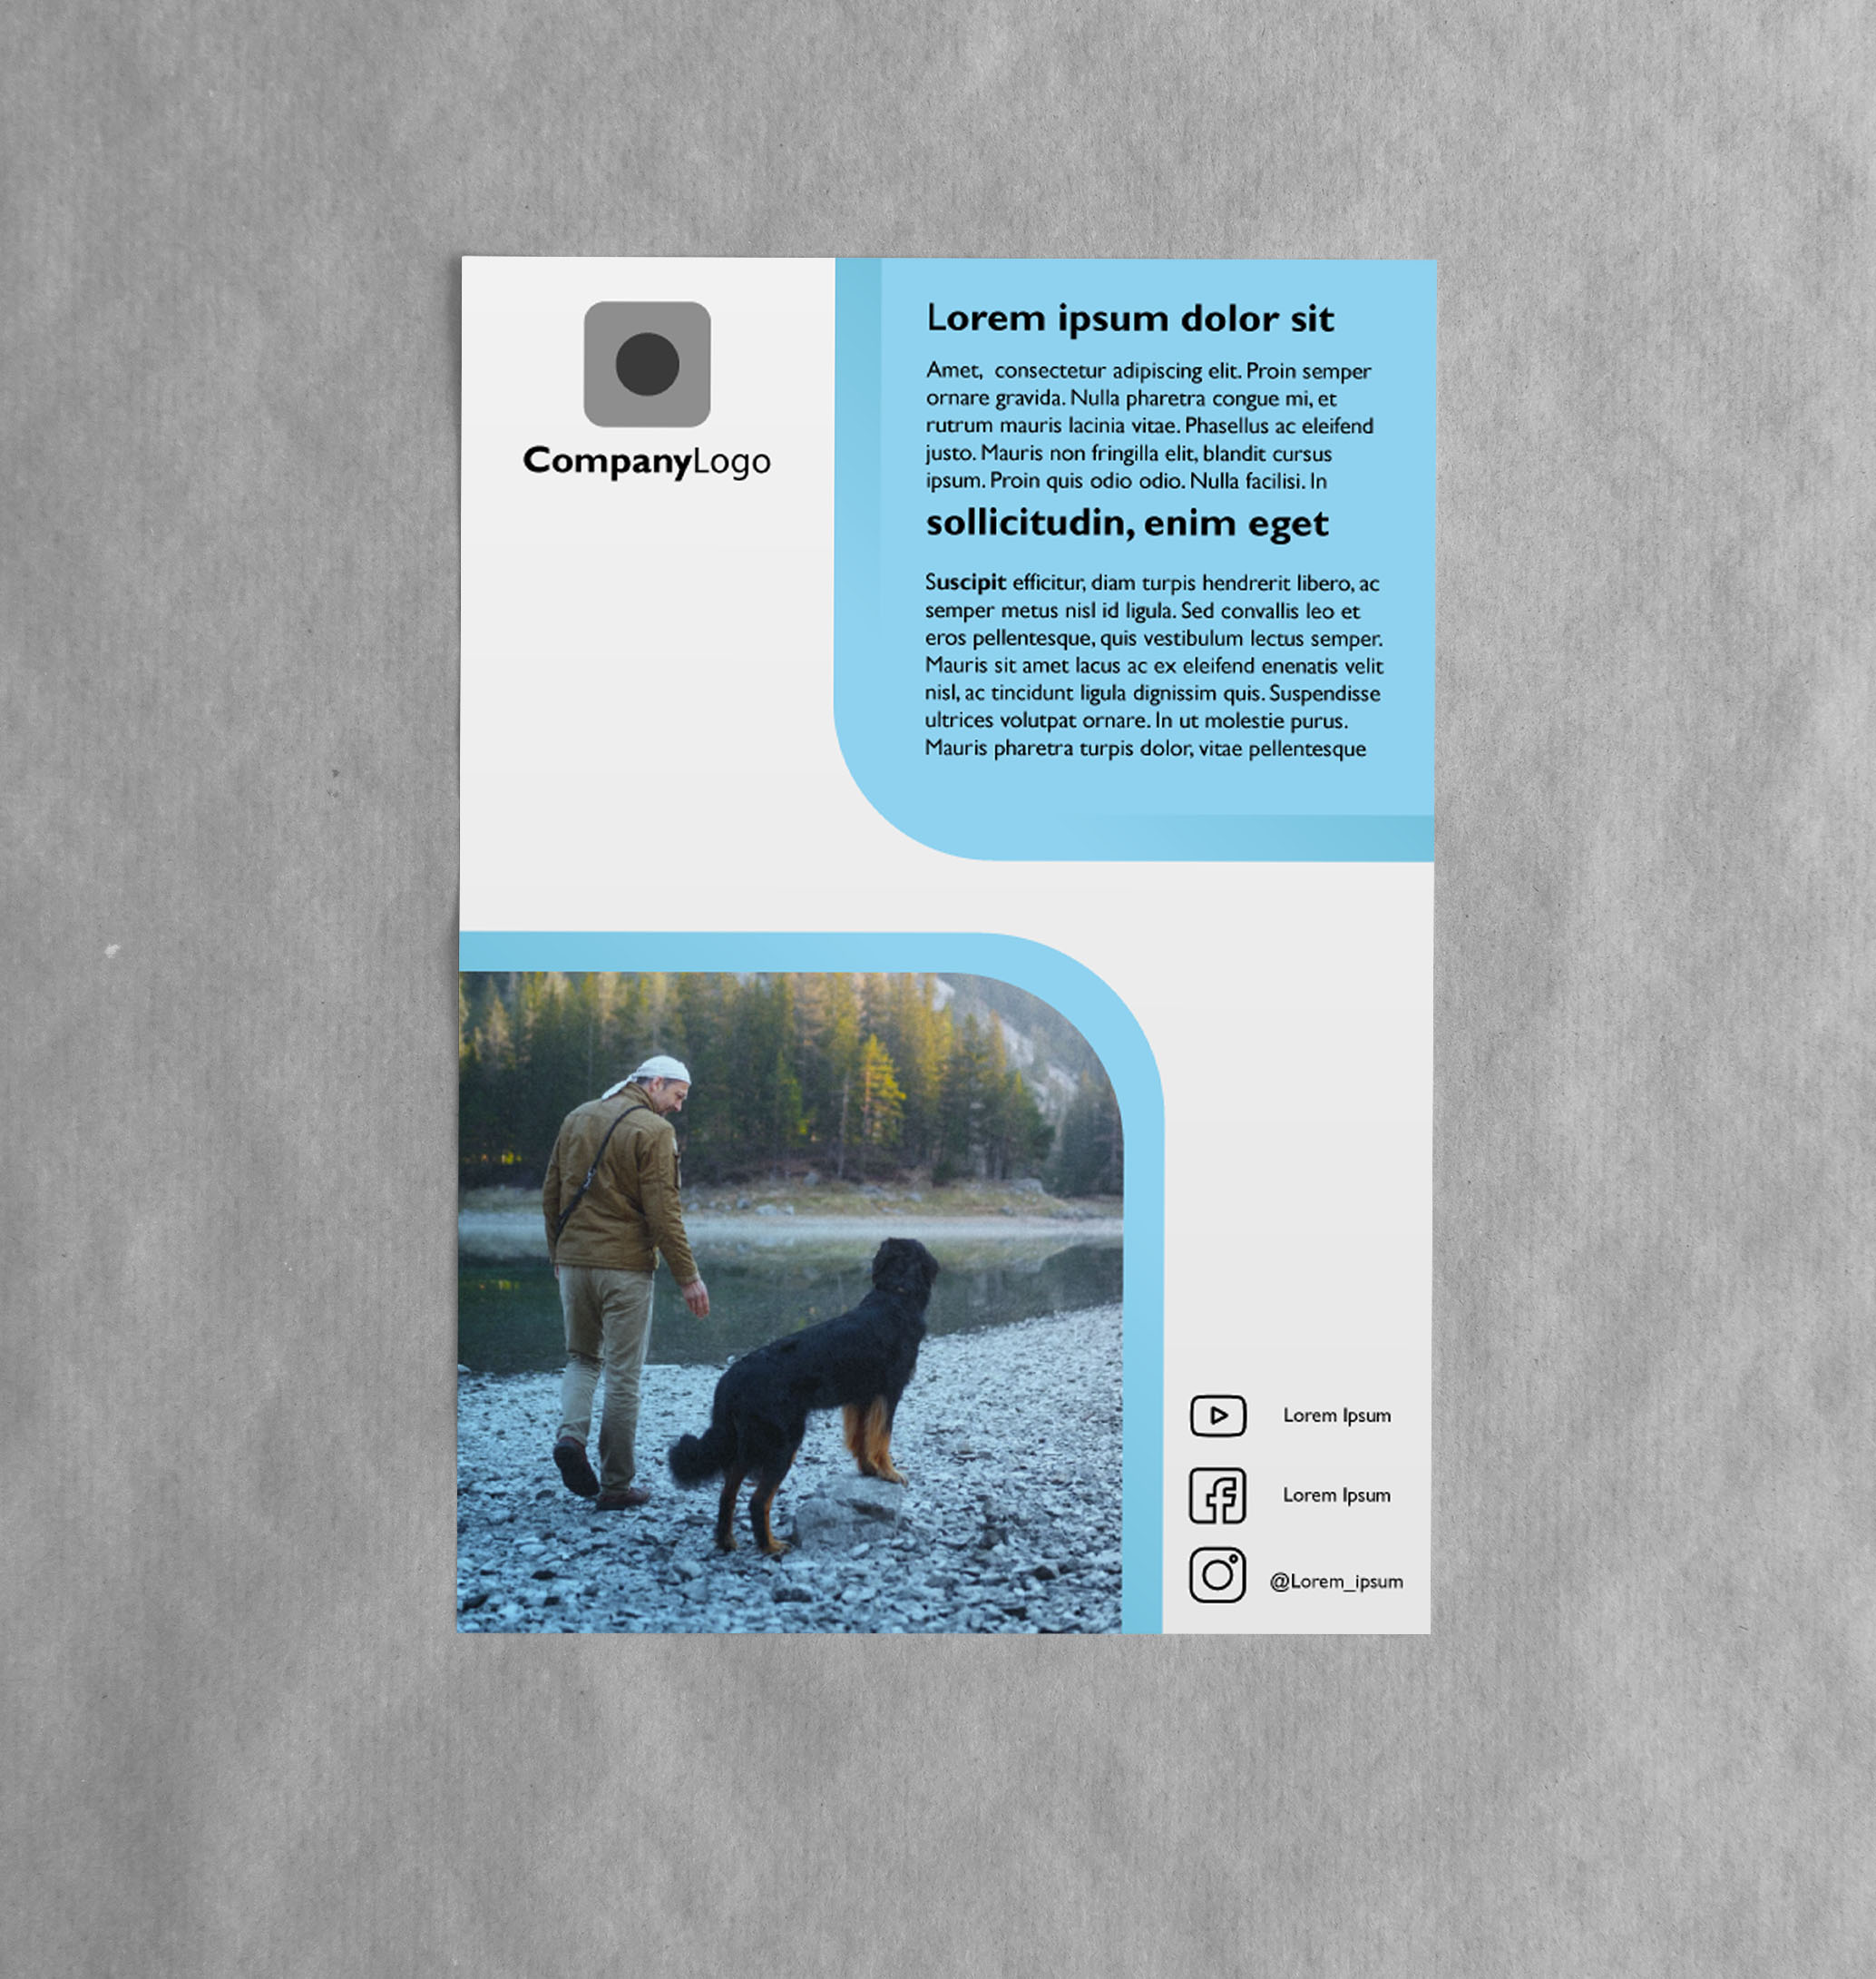 CompanyLogo
Lorem ipsum dolor sit
Amet, consectetur adipiscing elit. Proin semper
ornare gravida. Nulla pharetra congue mi, et
rutrum mauris lacinia vitae. Phasellus ac eleifend
justo. Mauris non fringilla elit, blandit cursus
ipsum. Proin quis odio odio. Nulla facilisi. In
sollicitudin, enim eget
Suscipit efficitur, diam turpis hendrerit libero, ac
semper metus nisl id ligula. Sed convallis leo et
eros pellentesque, quis vestibulum lectus semper.
Mauris sit amet lacus ac ex eleifend enenatis velit
nisl, ac tincidunt ligula dignissim quis. Suspendisse
ultrices volutpat ornare. In ut molestie purus.
Mauris pharetra turpis dolor, vitae pellentesque
Lorem Ipsum
Lorem Ipsum
@Lorem_ipsum